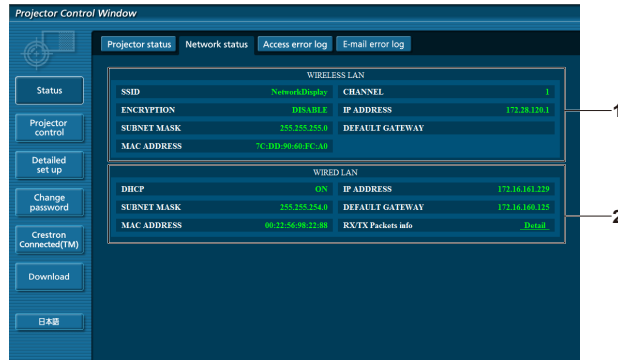 Projector Control Window
Projector status Network status Access error log E-mail error log
Status
Projector control
Detailed set up
Change password
Crestron Connected(TM)
Download
日本語
WIRELESS LAN
SSID NetworkDisplay CHANNEL 1
ENCRYPTION DISABLE IP ADDRESS 172.28.120.1
SUBNET MASK 255.255.255.0 DEFAULT GATEWAY
MAC ADDRESS 7C:DD:90:60:FC:A0
1
WIRED LAN
DHCP ON IP ADDRESS 172.16.161.229
SUBNET MASK 255.255.254.0 DEFAULT GATEWAY 172.16.160.125
MAC ADDRESS 00:22:56:98:22:88 RX/TX Packets info Detail
2